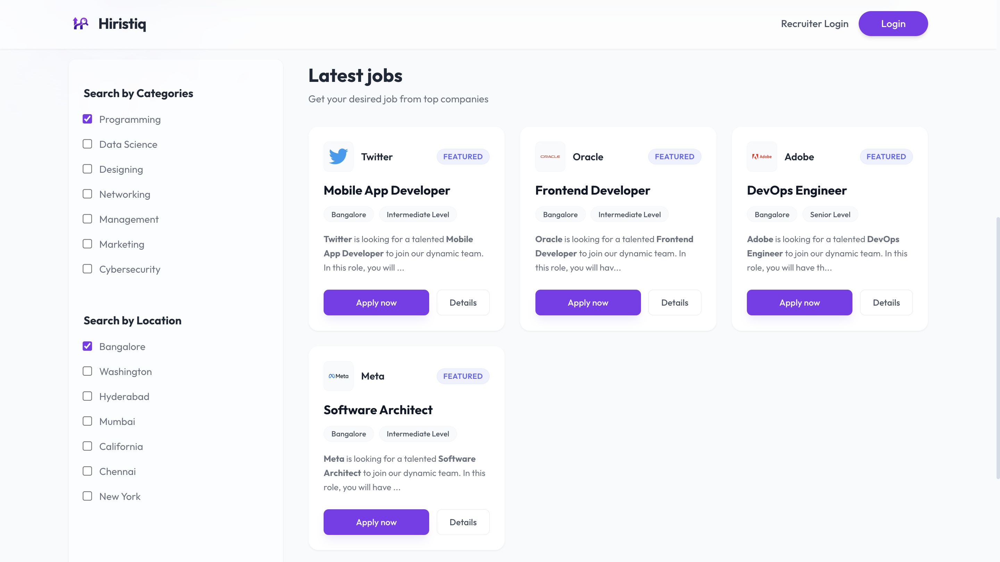 Hiristiq
Recruiter Login
Login
Search by Categories
Programming
Data Science
Designing
Networking
Management
Marketing
Cybersecurity
Search by Location
Bangalore
Washington
Hyderabad
Mumbai
California
Chennai
New York
Latest jobs
Get your desired job from top companies
Twitter
FEATURED
Mobile App Developer
Bangalore
Intermediate Level
Twitter is looking for a talented Mobile
App Developer to join our dynamic team.
In this role, you will ...
Apply now
Details
ORACLE
Oracle
FEATURED
Frontend Developer
Bangalore
Intermediate Level
Oracle is looking for a talented Frontend
Developer to join our dynamic team. In
this role, you will hav...
Apply now
Details
Adobe
Adobe
FEATURED
DevOps Engineer
Bangalore
Senior Level
Adobe is looking for a talented DevOps
Engineer to join our dynamic team. In this
role, you will have th...
Apply now
Details
Meta
Meta
FEATURED
Software Architect
Bangalore
Intermediate Level
Meta is looking for a talented Software
Architect to join our dynamic team. In this
role, you will have ...
Apply now
Details